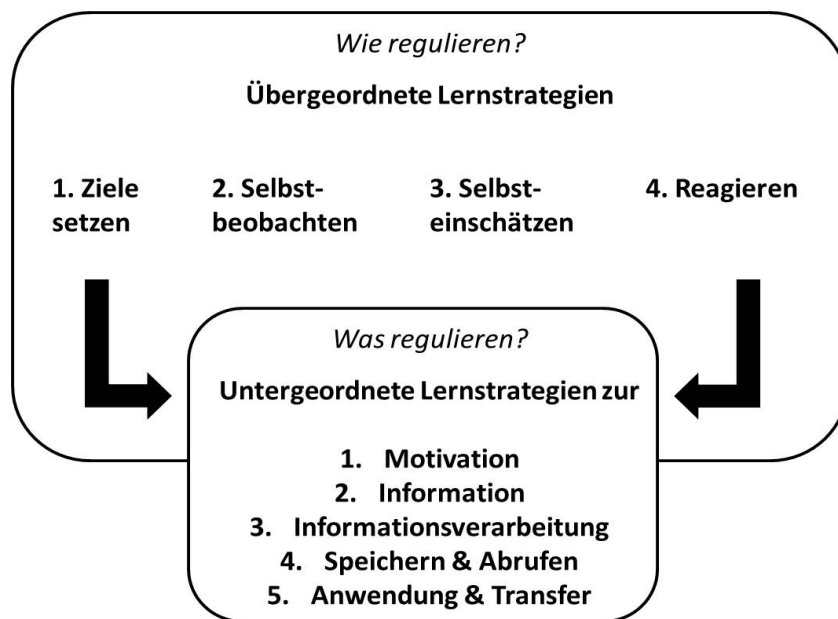 Wie regulieren?
Übergeordnete Lernstrategien
1. Ziele
setzen
2. Selbst-
beobachten
3. Selbst-
einschätzen
4. Reagieren
Was regulieren?
Untergeordnete Lernstrategien zur
1. Motivation
2. Information
3. Informationsverarbeitung
4. Speichern & Abrufen
5. Anwendung & Transfer